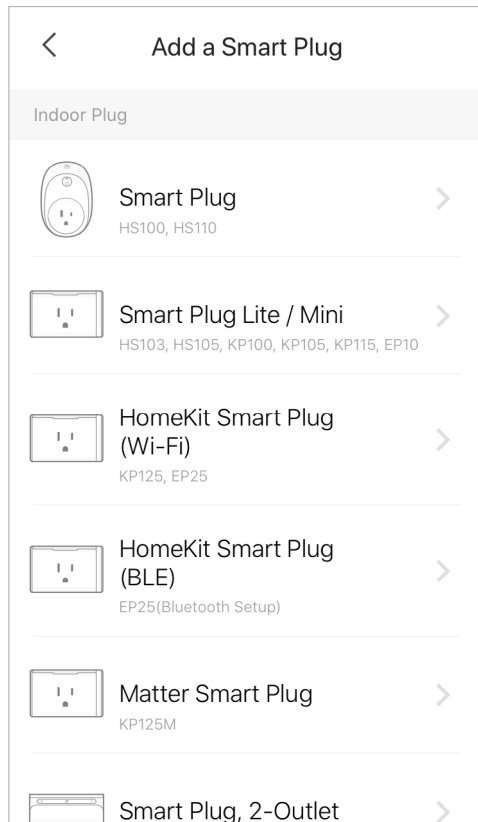 Add a Smart Plug
Indoor Plug
Smart Plug
HS100, HS110
Smart Plug Lite / Mini
HS103, HS105, KP100, KP105, KP115, EP10
HomeKit Smart Plug
(Wi-Fi)
KP125, EP25
HomeKit Smart Plug
(BLE)
EP25(Bluetooth Setup)
Matter Smart Plug
KP125M
Smart Plug, 2-Outlet